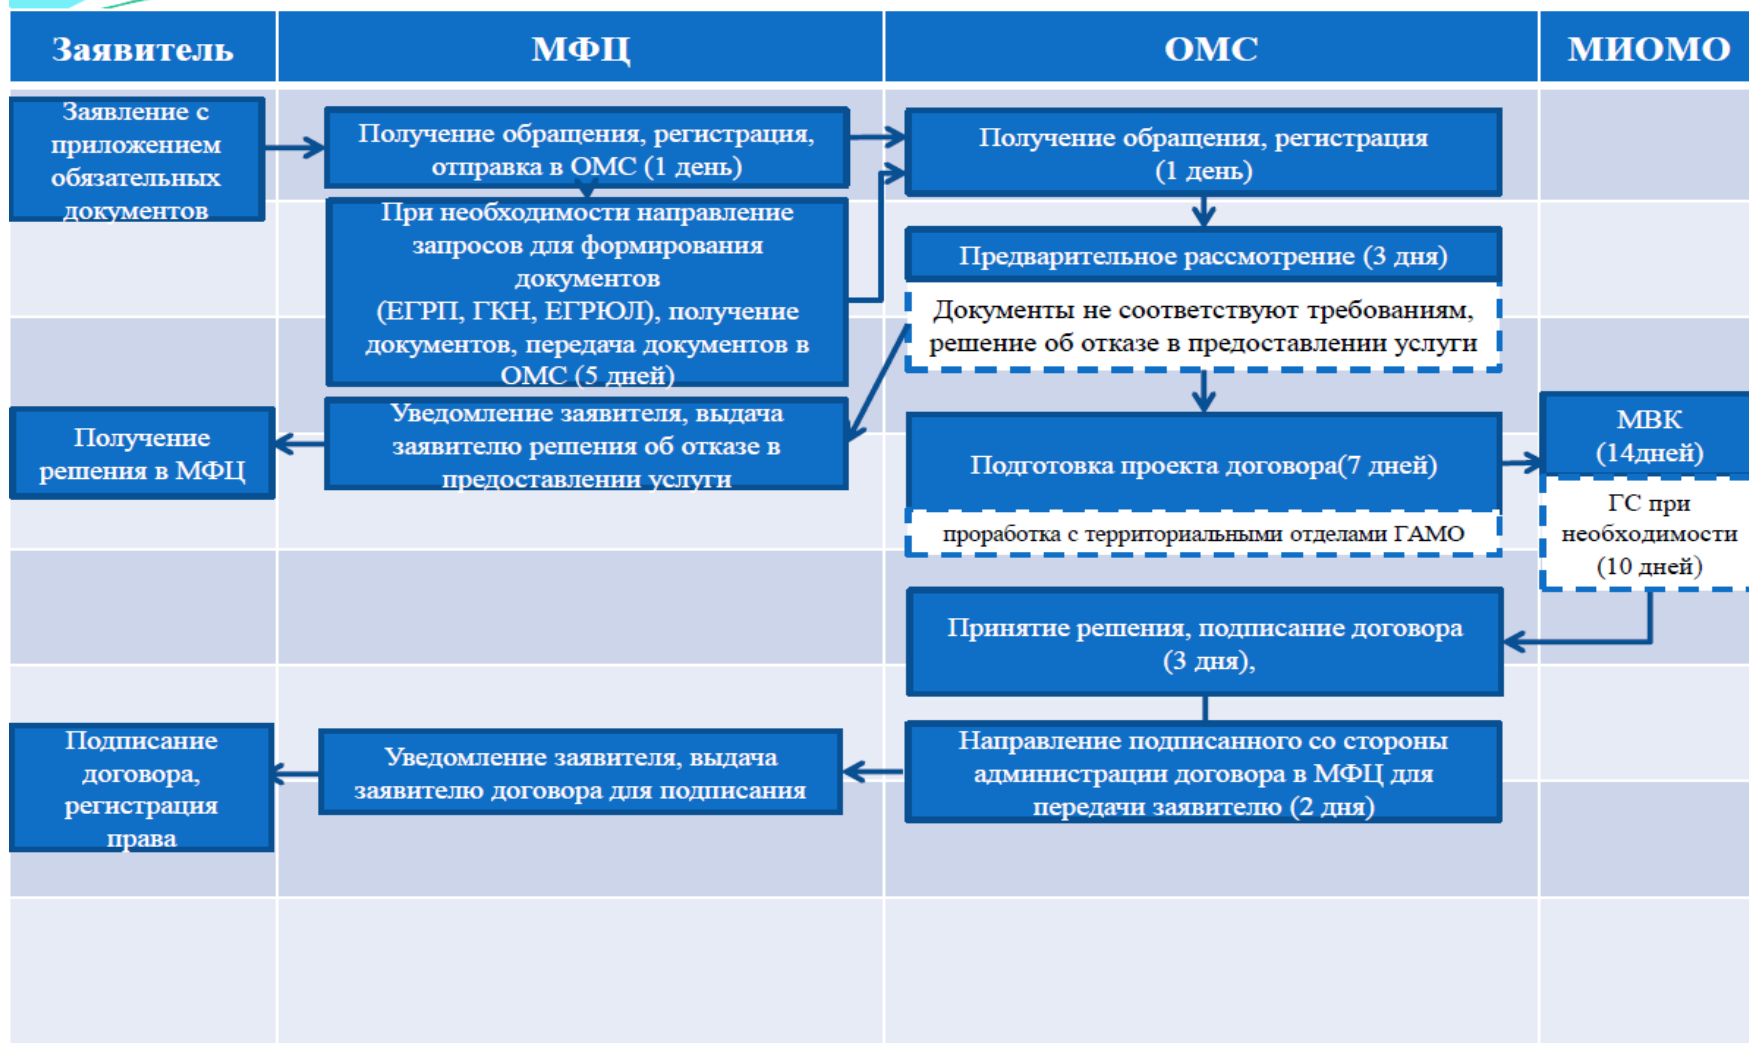 Заявитель
МФЦ
ОМС
МИОМО
Заявление с
приложением
обязательных
документов
Получение обращения, регистрация,
отправка в ОМС (1 день)
Получение обращения, регистрация
(1 день)
При необходимости направление
запросов для формирования
документов
(ЕГРП, ГКН, ЕГРЮЛ), получение
документов, передача документов в
ОМС (5 дней)
Предварительное рассмотрение (3 дня)
Документы не соответствуют требованиям,
решение об отказе в предоставлении услуги
Получение
решения в МФЦ
Уведомление заявителя, выдача
заявителю решения об отказе в
предоставлении услуги
Подготовка проекта договора(7 дней)
проработка с территориальными отделами ГАМО
МВК
(14дней)
ГС при
необходимости
(10 дней)
Принятие решения, подписание договора
(3 дня),
Подписание
договора,
регистрация
права
Уведомление заявителя, выдача
заявителю договора для подписания
Направление подписанного со стороны
администрации договора в МФЦ для
передачи заявителю (2 дня)